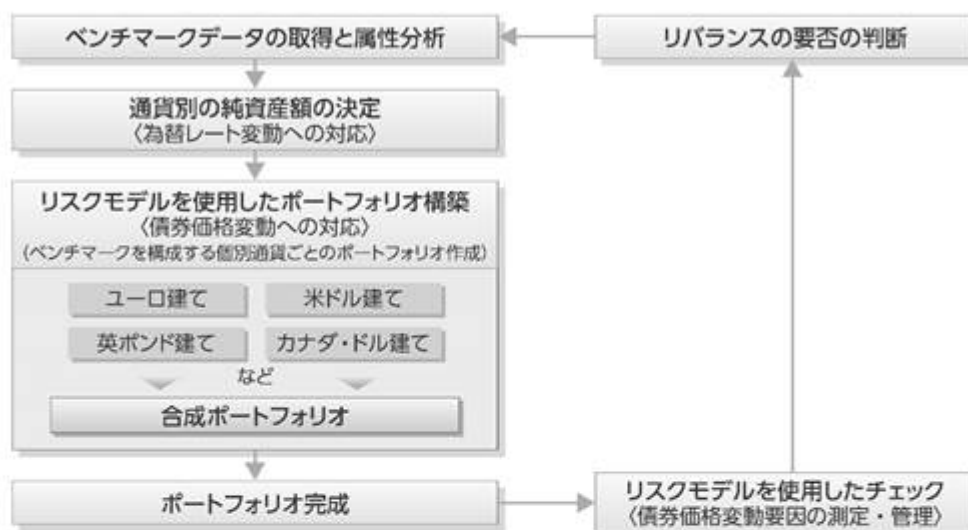 ベンチマークデータの取得と属性分析
リバランスの要否の判断
通貨別の純資産額の決定
〈為替レート変動への対応〉
リスクモデルを使用したポートフォリオ構築
〈債券価格変動への対応〉
(ベンチマークを構成する個別通貨ごとのポートフォリオ作成)
ユーロ建て
米ドル建て
英ポンド建て
カナダ・ドル建て
など
合成ポートフォリオ
ポートフォリオ完成
リスクモデルを使用したチェック
〈債券価格変動要因の測定・管理〉